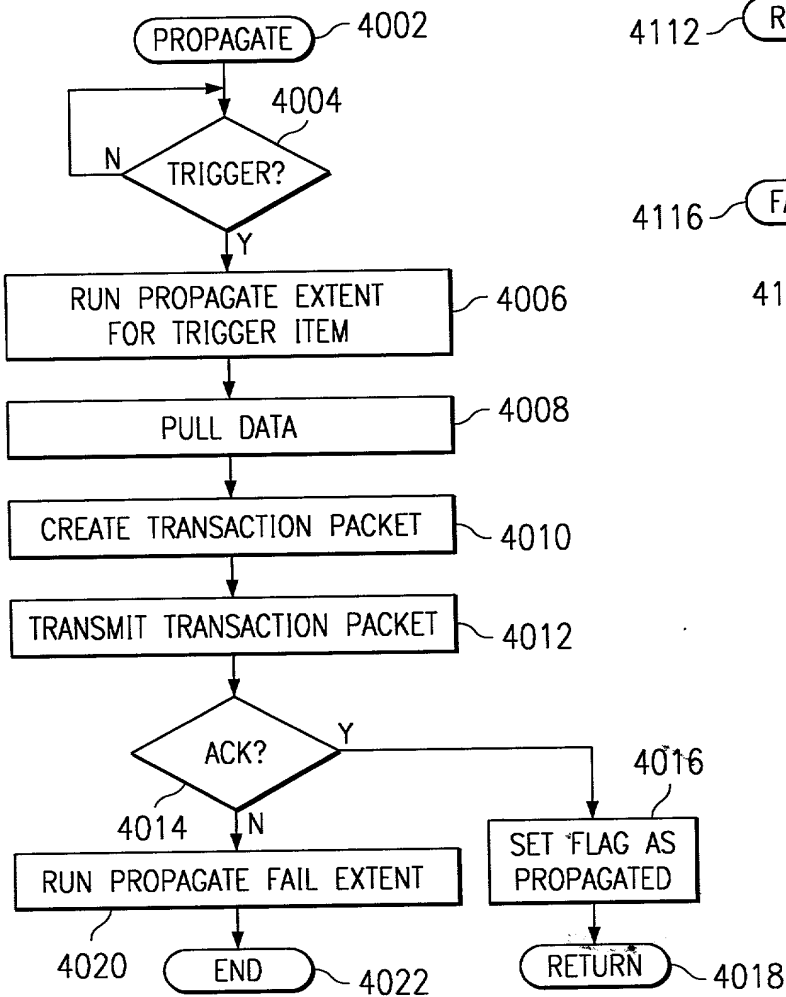 PROPAGATE
4002
4004
N
TRIGGER?
Y
RUN PROPAGATE EXTENT
FOR TRIGGER ITEM
4006
PULL DATA
4008
CREATE TRANSACTION PACKET
4010
TRANSMIT TRANSACTION PACKET
4012
ACK?
Y
4014
N
4016
SET FLAG AS
PROPAGATED
RUN PROPAGATE FAIL EXTENT
4020
END
4022
RETURN
4018
4112
R
4116
FA
41